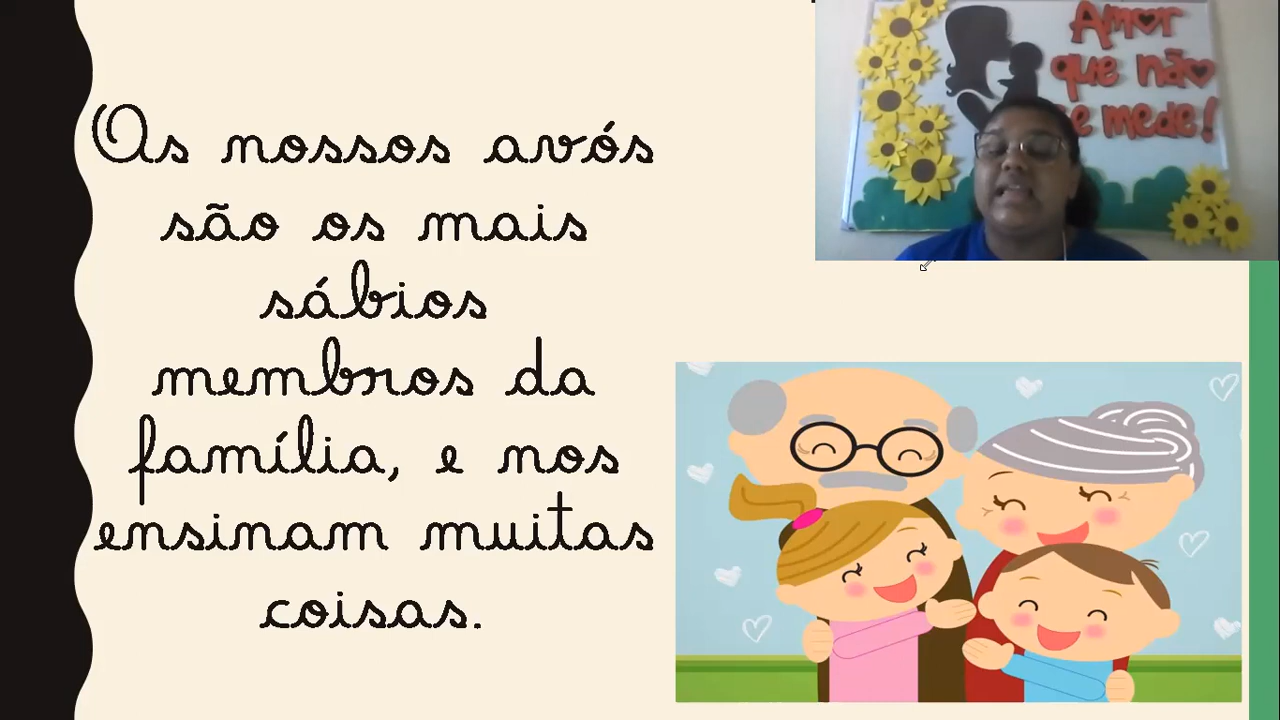 Os nossos avós
são os mais
sábios
membros da
família, e nos
ensinam muitas
coisas.
Amor
que não
se mede!